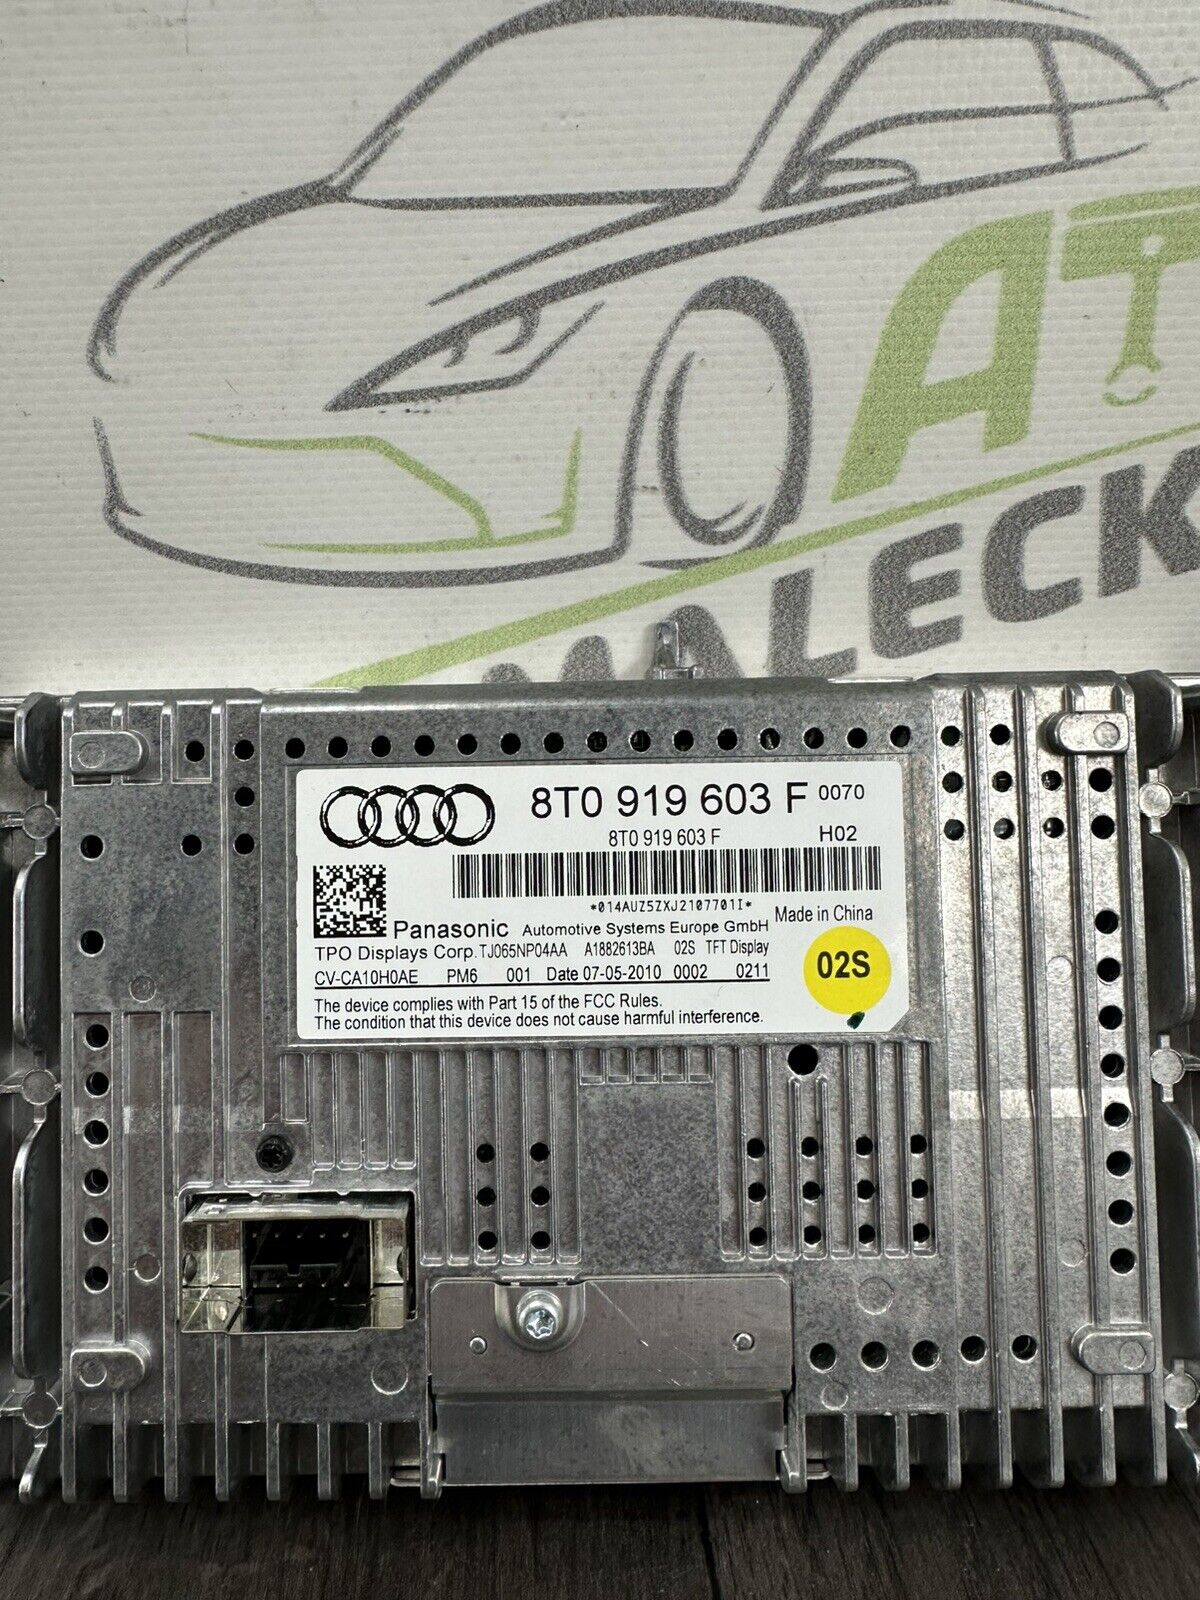 AT
MALECK
8T0 919 603 F 0070
8T0 919 603 F H02
*014AUZ5ZXJ2107701I*
Panasonic Automotive Systems Europe GmbH Made in China
TPO Displays Corp. TJ065NP04AA A1882613BA 02S TFT Display
CV-CA10H0AE PM6 001 Date 07-05-2010 0002 0211
02S
The device complies with Part 15 of the FCC Rules.
The condition that this device does not cause harmful interference.